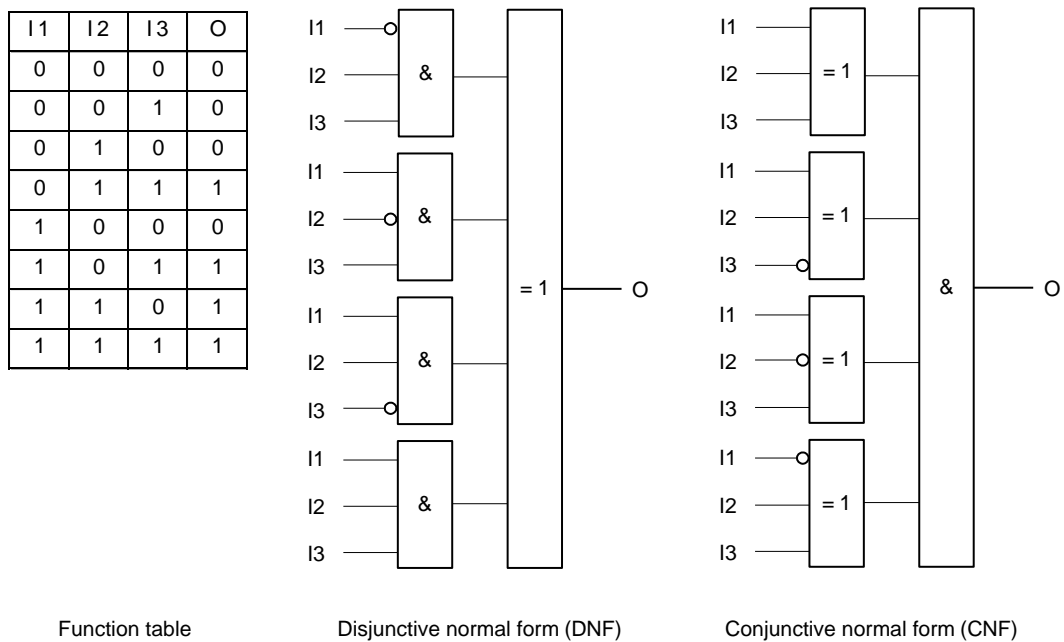 I1 I2 I3 O
0 0 0 0
0 0 1 0
0 1 0 0
0 1 1 1
1 0 0 0
1 0 1 1
1 1 0 1
1 1 1 1
Function table
I1
I2
I3
&
I1
I2
I3
&
I1
I2
I3
&
I1
I2
I3
&
= 1
O
Disjunctive normal form (DNF)
I1
I2
I3
= 1
I1
I2
I3
= 1
I1
I2
I3
= 1
I1
I2
I3
= 1
&
O
Conjunctive normal form (CNF)